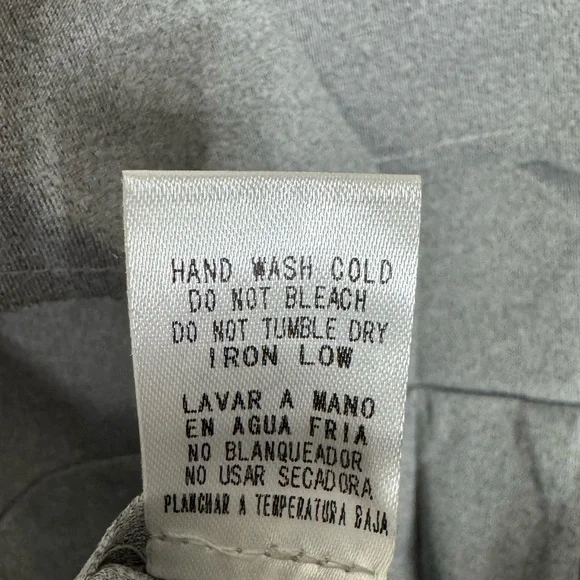 HAND WASH COLD
DO NOT BLEACH
DO NOT TUMBLE DRY
IRON LOW
LAVAR A MANO
EN AGUA FRIA
NO BLANQUEADOR
NO USAR SECADORA
PLANCHAR A TEMPERATURA BAJA